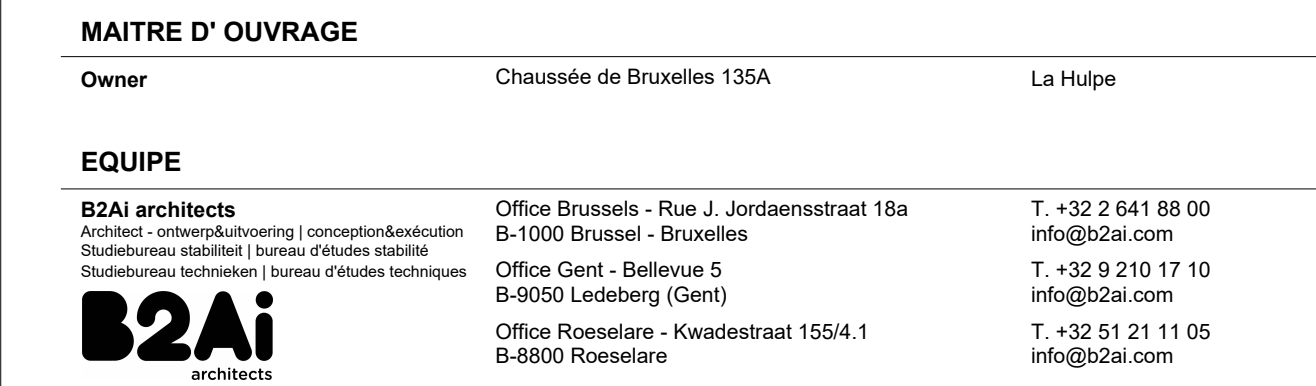 MAITRE D' OUVRAGE
Owner Chaussée de Bruxelles 135A La Hulpe
EQUIPE
B2Ai architects
Architect - ontwerp&uitvoering | conception&exécution
Studiebureau stabiliteit | bureau d'études stabilité
Studiebureau technieken | bureau d'études techniques
B2Ai
architects
Office Brussels - Rue J. Jordaensstraat 18a
B-1000 Brussel - Bruxelles
T. +32 2 641 88 00
info@b2ai.com
Office Gent - Bellevue 5
B-9050 Ledeberg (Gent)
T. +32 9 210 17 10
info@b2ai.com
Office Roeselare - Kwadestraat 155/4.1
B-8800 Roeselare
T. +32 51 21 11 05
info@b2ai.com